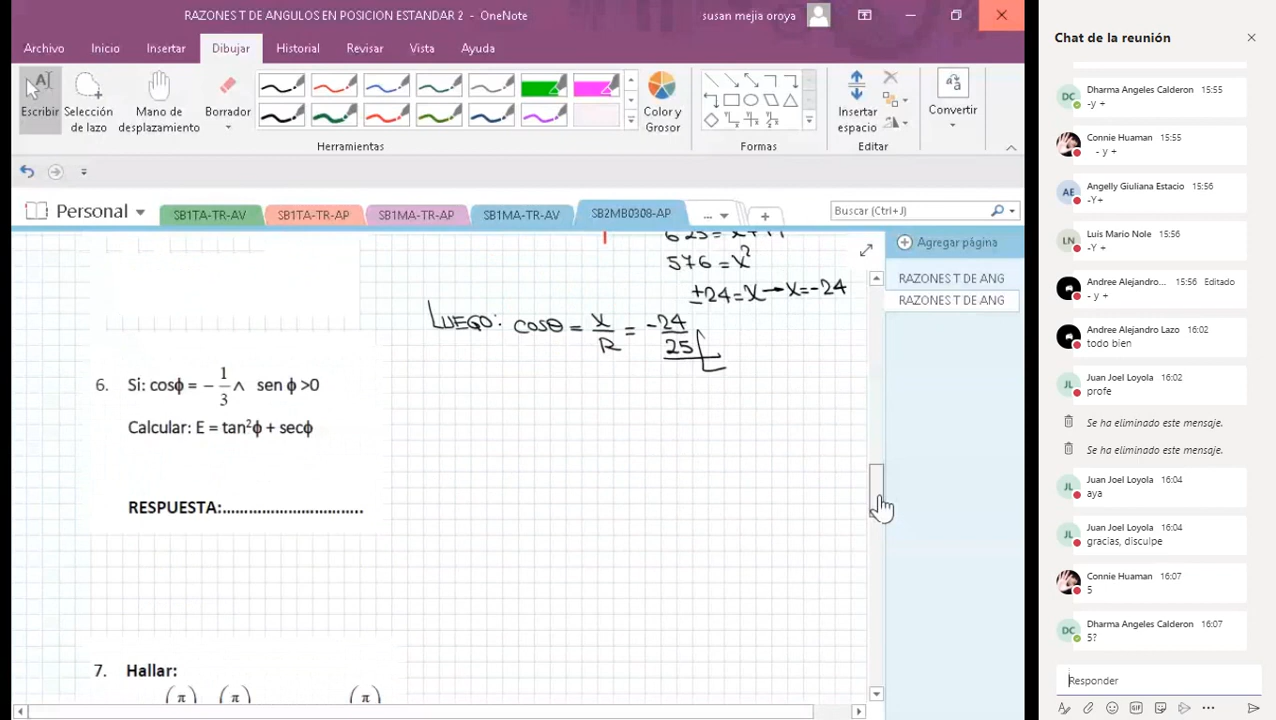 RAZONES T DE ANGULOS EN POSICION ESTANDAR 2 - OneNote
susan mejia oroya
Archivo Inicio Insertar Dibujar Historial Revisar Vista Ayuda
Escribir
Selección de lazo
Mano de desplazamiento
Borrador
Color y Grosor
Insertar espacio
Convertir
Herramientas
Formas
Editar
Personal
SB1TA-TR-AV
SB1TA-TR-AP
SB1MA-TR-AP
SB1MA-TR-AV
SB2MB0308-AP
...
Buscar (Ctrl+J)
Agregar página
RAZONES T DE ANG
RAZONES T DE ANG
576 = x²
±24 = x → x = -24
LUEGO: cosθ = x/R = -24/25
6. Si: cosϕ = − 1/3 ∧ sen ϕ >0
Calcular: E = tan²ϕ + secϕ
RESPUESTA:................................
7. Hallar:
(π) (π) (π)
Chat de la reunión
DC Dharma Angeles Calderon 15:55
-y +
Connie Huaman 15:55
- y +
AE Angelly Giuliana Estacio 15:56
-Y+
LN Luis Mario Nole 15:56
-Y +
Andree Alejandro... 15:56 Editado
- y +
Andree Alejandro Lazo 16:02
todo bien
JL Juan Joel Loyola 16:02
profe
Se ha eliminado este mensaje.
Se ha eliminado este mensaje.
JL Juan Joel Loyola 16:04
aya
JL Juan Joel Loyola 16:04
gracias, disculpe
Connie Huaman 16:07
5
DC Dharma Angeles Calderon 16:07
5?
Responder